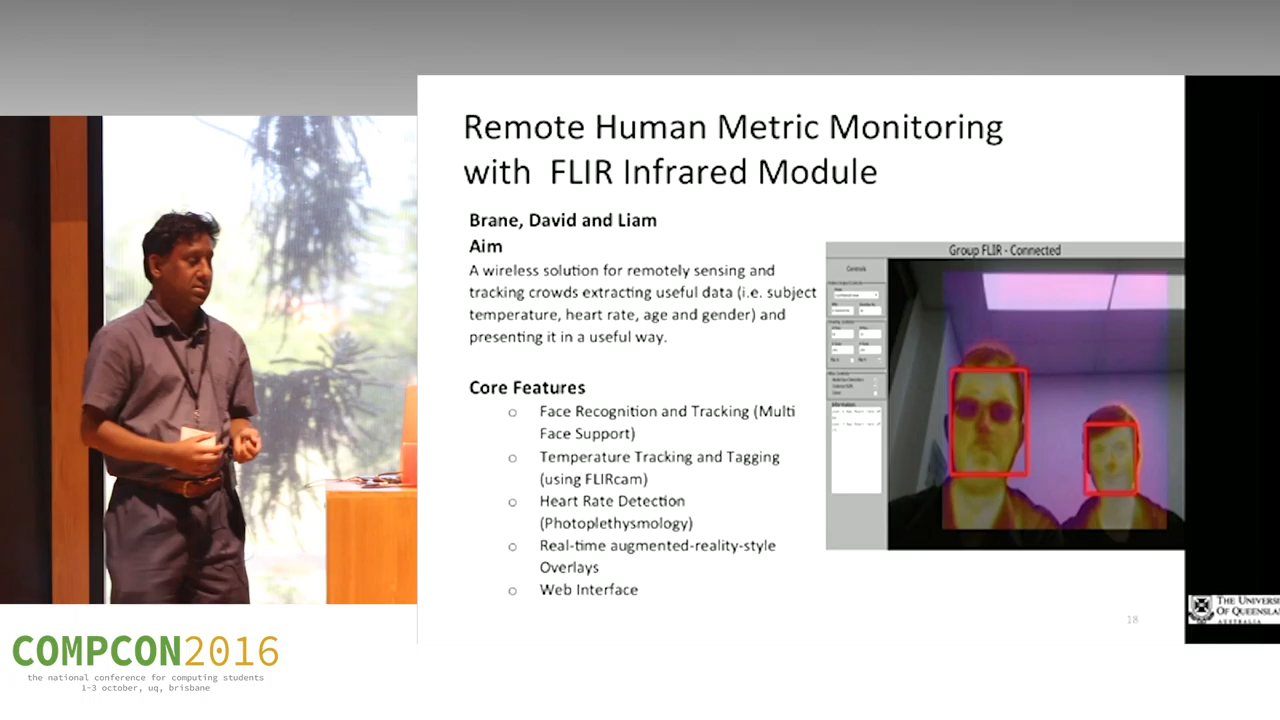 Remote Human Metric Monitoring
with FLIR Infrared Module
Brane, David and Liam
Aim
A wireless solution for remotely sensing and
tracking crowds extracting useful data (i.e. subject
temperature, heart rate, age and gender) and
presenting it in a useful way.
Core Features
○ Face Recognition and Tracking (Multi
Face Support)
○ Temperature Tracking and Tagging
(using FLIRcam)
○ Heart Rate Detection
(Photoplethysmology)
○ Real-time augmented-reality-style
Overlays
○ Web Interface
Group FLIR - Connected
Controls
18
THE UNIVERS
OF QUEENSLAN
AUSTRALIA
COMPCON2016
the national conference for computing students
1-3 october, uq, brisbane